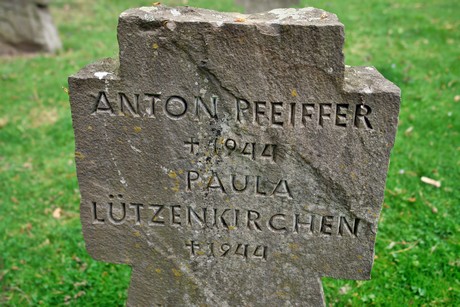 ANTON PFEIFFER
+ 1944
PAULA
LÜTZENKIRCHEN
+ 1944